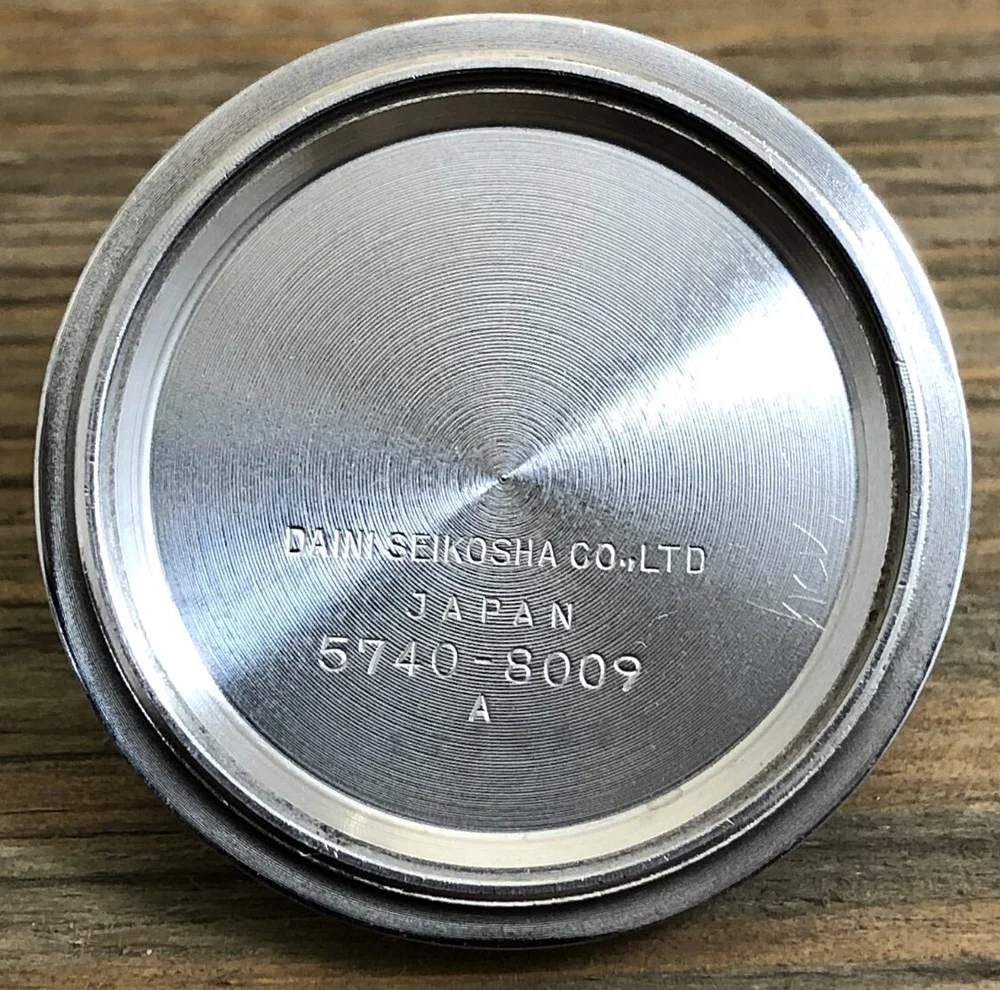 DAINI SEIKOSHA CO.,LTD
JAPAN
5740-8009
A